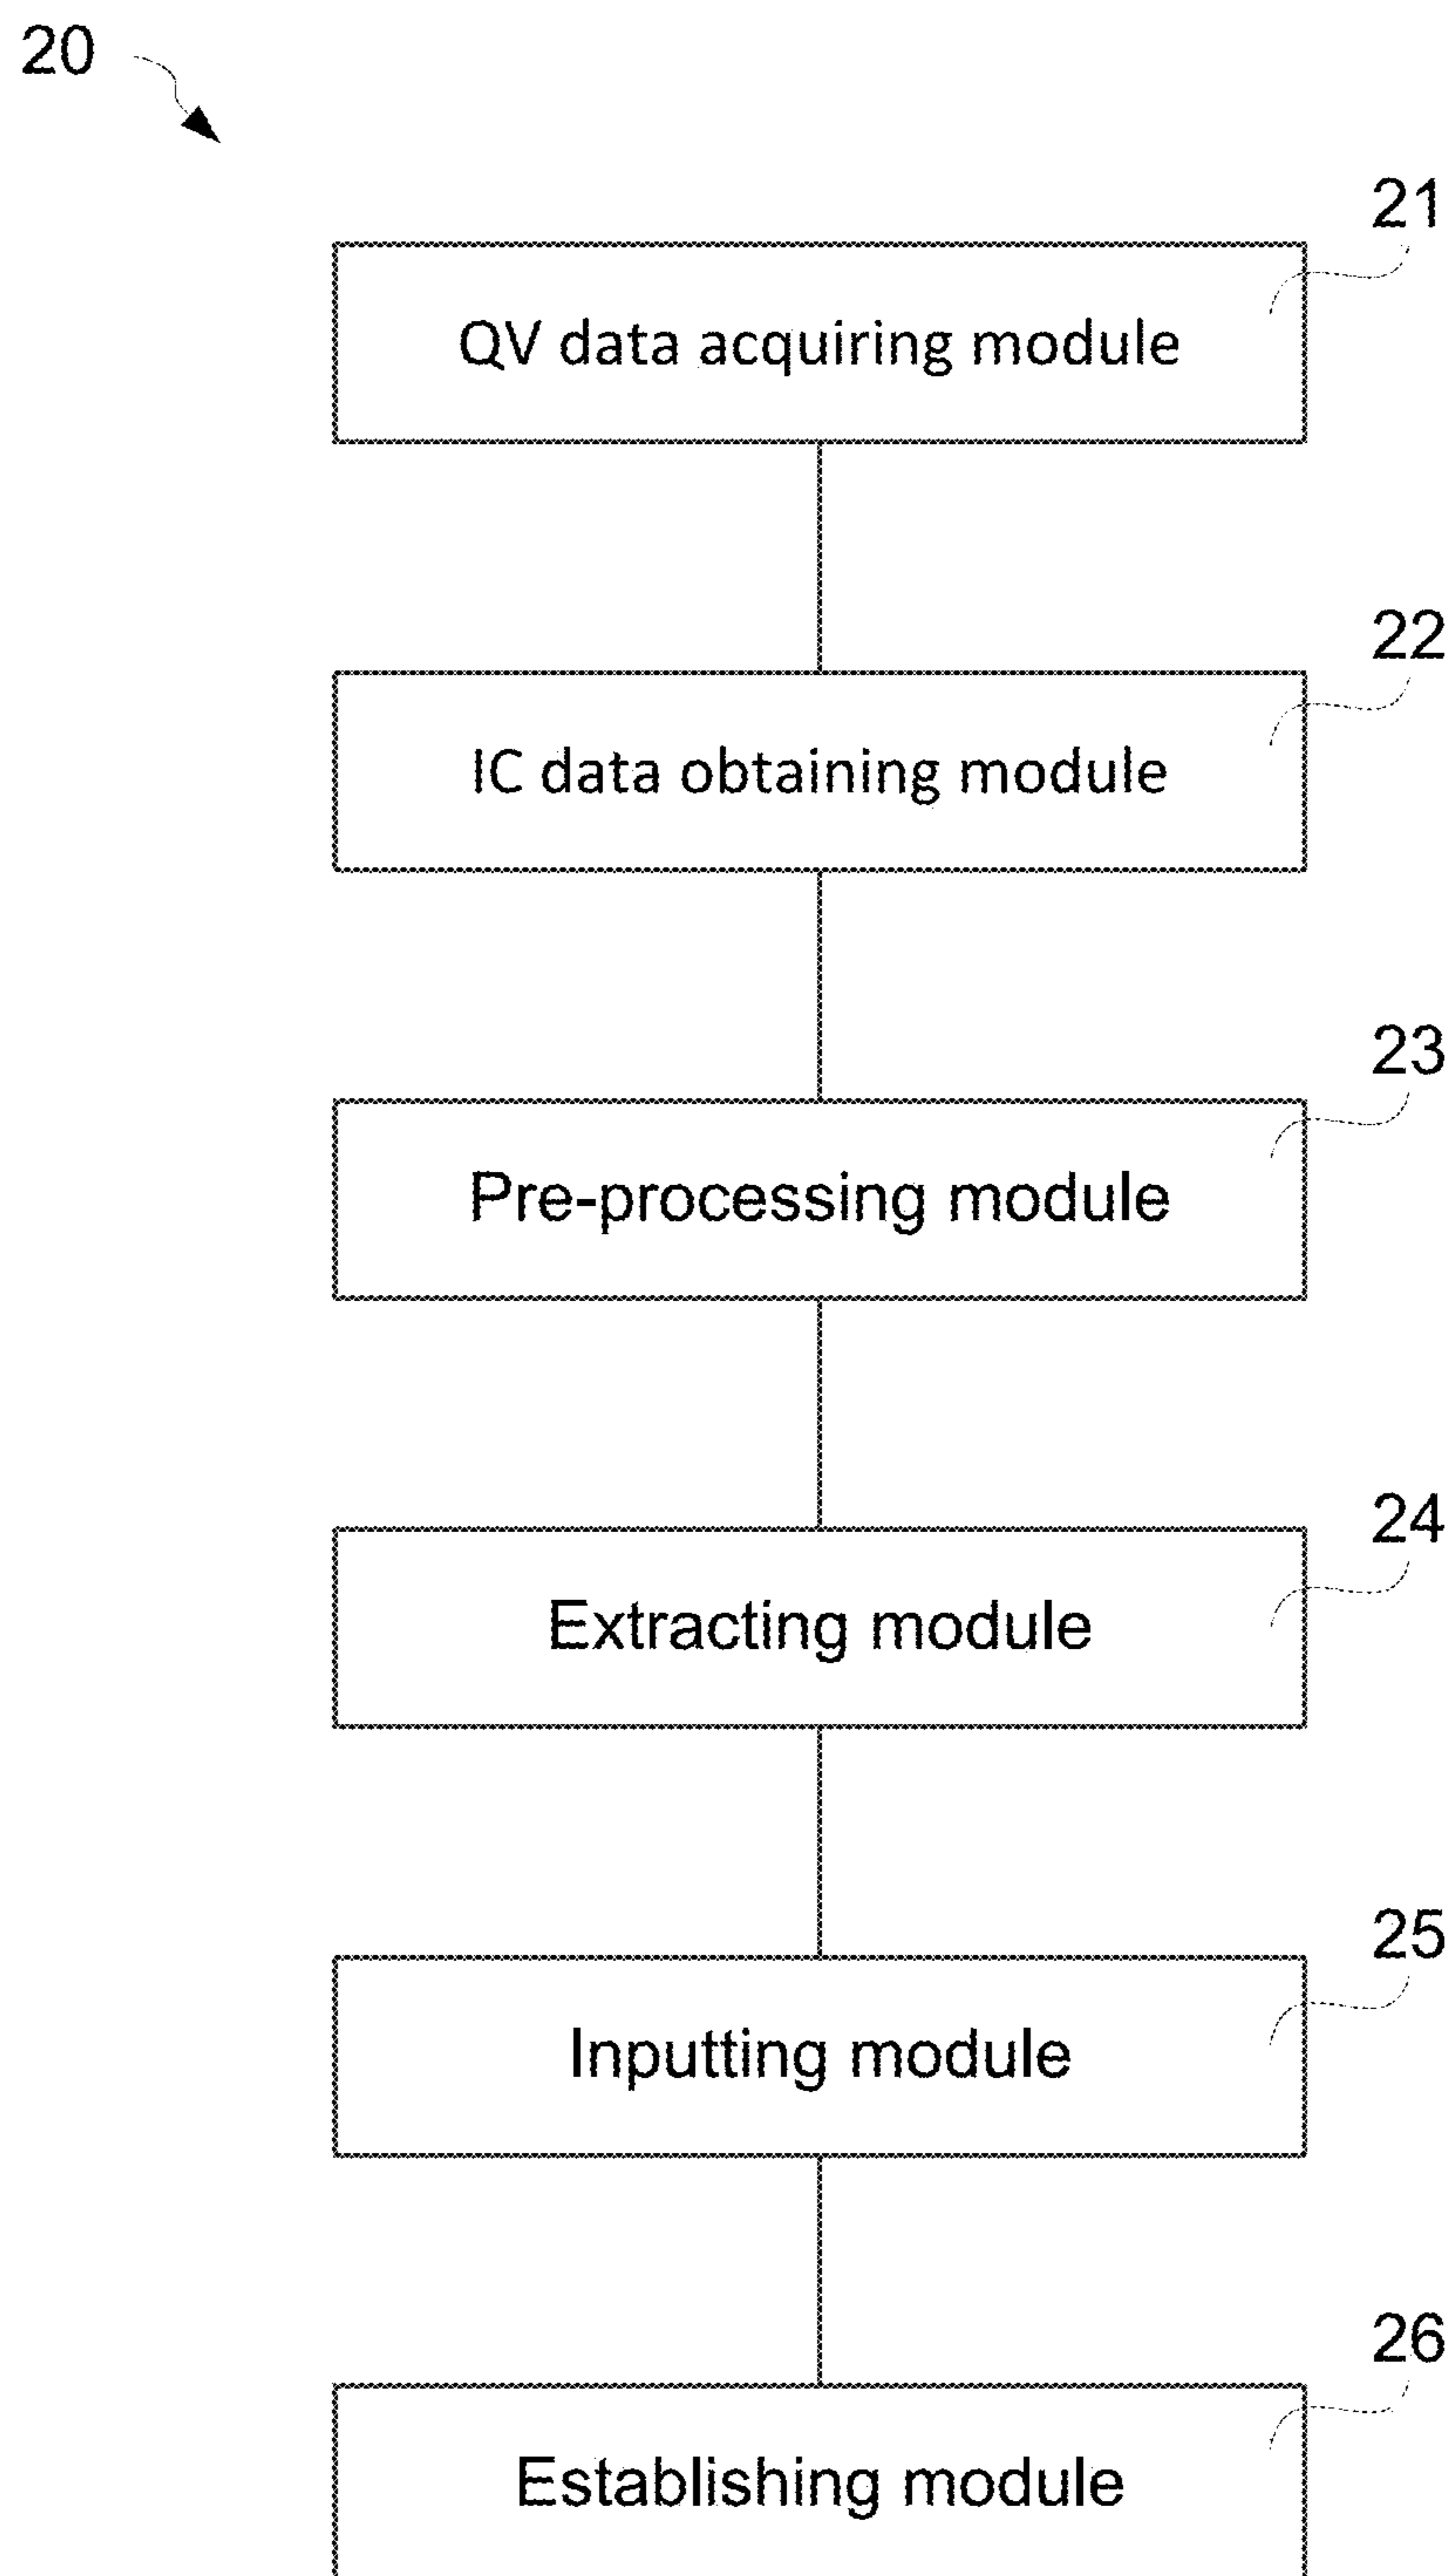 20
21
QV data acquiring module
22
IC data obtaining module
23
Pre-processing module
24
Extracting module
25
Inputting module
26
Establishing module